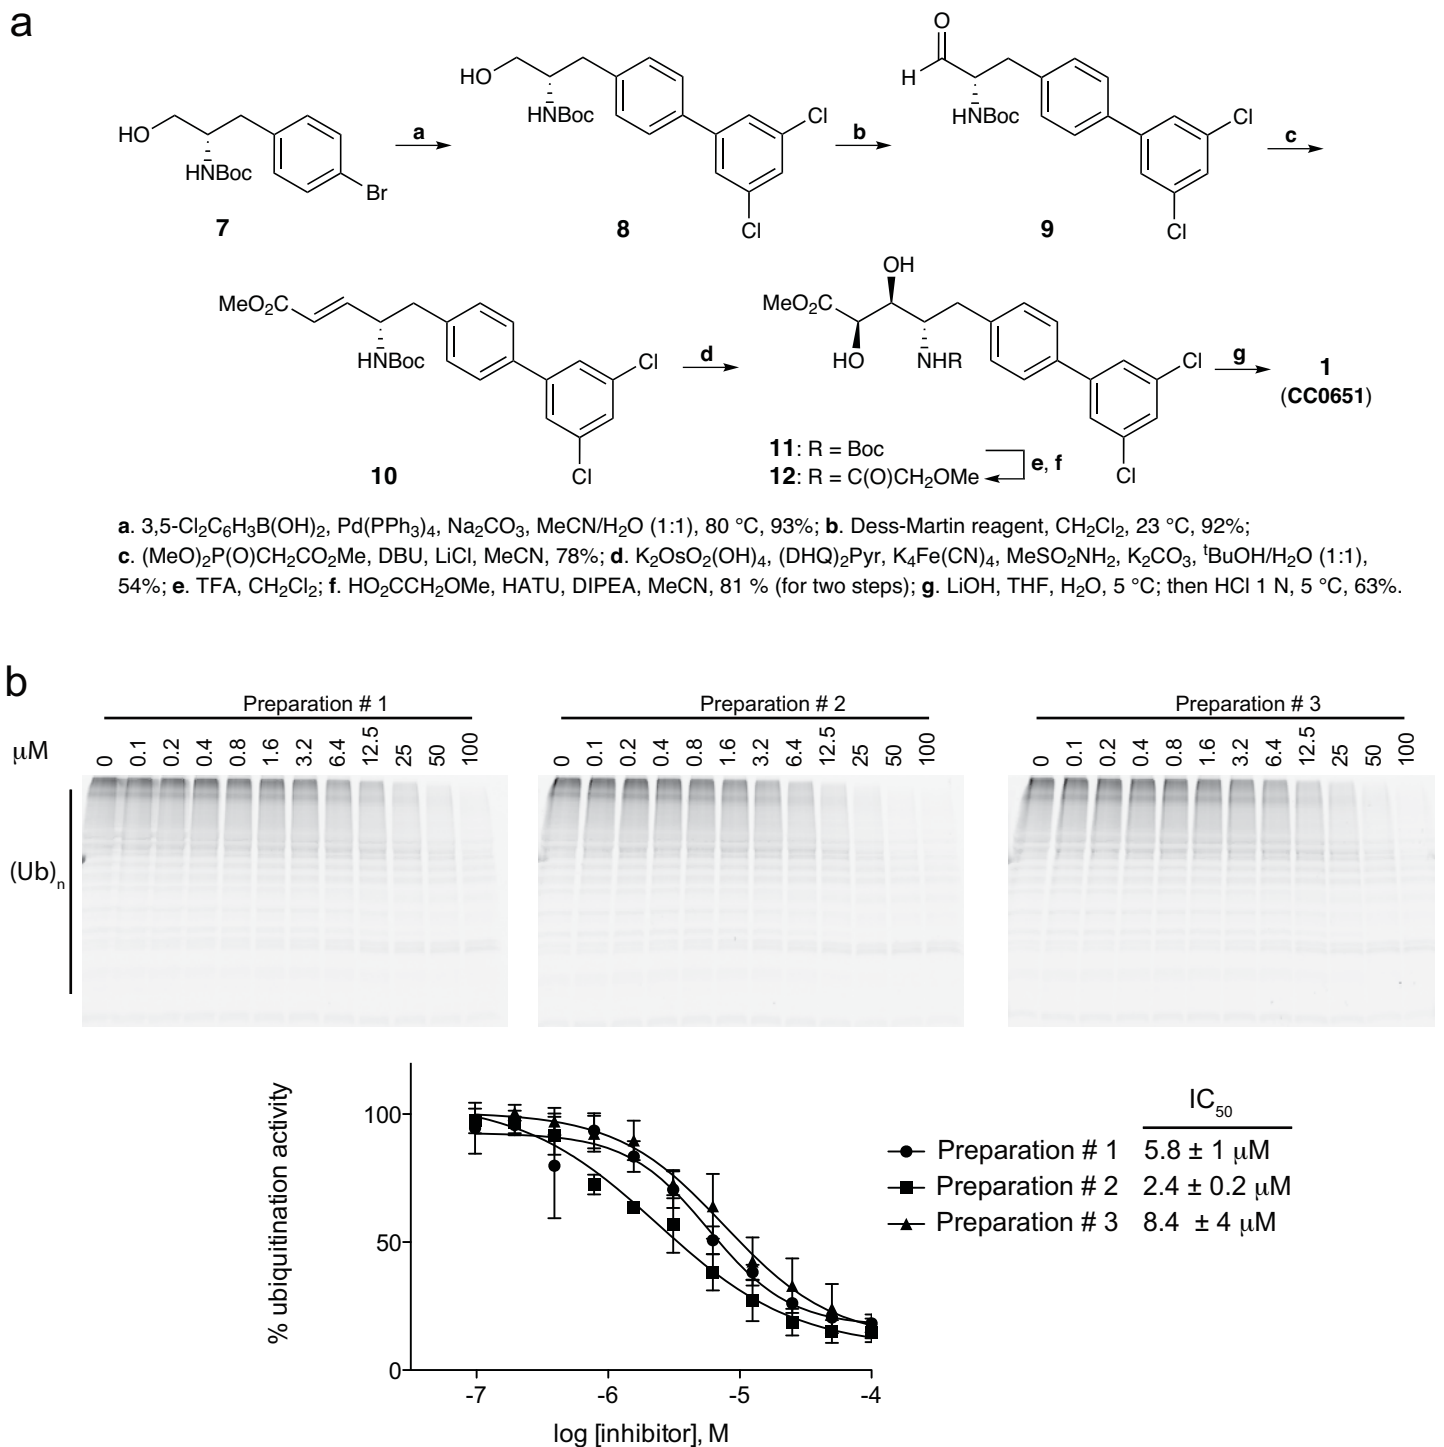 a
HO
HNBoc
Br
7
a
HO
HNBoc
Cl
Cl
8
b
O
H
HNBoc
Cl
Cl
9
c
MeO₂C
HNBoc
Cl
Cl
10
d
OH
MeO₂C
HO
NHR
Cl
Cl
11: R = Boc
12: R = C(O)CH₂OMe
e, f
g
1
(CC0651)
a. 3,5-Cl₂C₆H₃B(OH)₂, Pd(PPh₃)₄, Na₂CO₃, MeCN/H₂O (1:1), 80 °C, 93%; b. Dess-Martin reagent, CH₂Cl₂, 23 °C, 92%;
c. (MeO)₂P(O)CH₂CO₂Me, DBU, LiCl, MeCN, 78%; d. K₂OsO₂(OH)₄, (DHQ)₂Pyr, K₄Fe(CN)₄, MeSO₂NH₂, K₂CO₃, ᵗBuOH/H₂O (1:1),
54%; e. TFA, CH₂Cl₂; f. HO₂CCH₂OMe, HATU, DIPEA, MeCN, 81 % (for two steps); g. LiOH, THF, H₂O, 5 °C; then HCl 1 N, 5 °C, 63%.
b
Preparation # 1
Preparation # 2
Preparation # 3
μM
0 0.1 0.2 0.4 0.8 1.6 3.2 6.4 12.5 25 50 100
0 0.1 0.2 0.4 0.8 1.6 3.2 6.4 12.5 25 50 100
0 0.1 0.2 0.4 0.8 1.6 3.2 6.4 12.5 25 50 100
(Ub)ₙ
% ubiquitination activity
100
50
0
-7 -6 -5 -4
log [inhibitor], M
IC₅₀
Preparation # 1 5.8 ± 1 μM
Preparation # 2 2.4 ± 0.2 μM
Preparation # 3 8.4 ± 4 μM